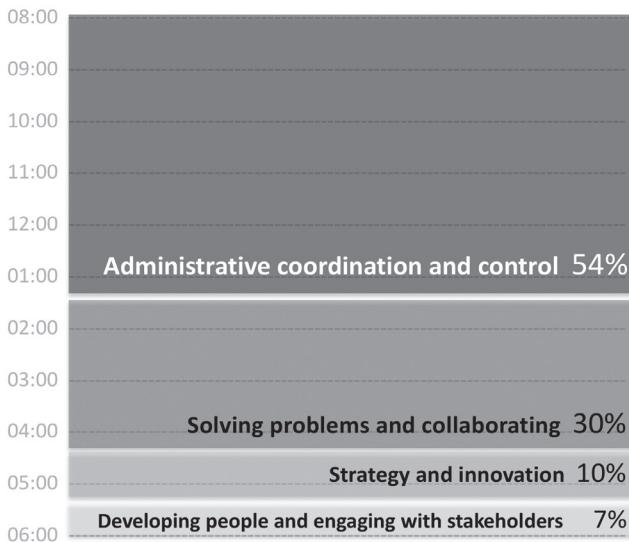 08:00
09:00
10:00
11:00
12:00
Administrative coordination and control 54%
01:00
02:00
03:00
Solving problems and collaborating 30%
04:00
Strategy and innovation 10%
05:00
Developing people and engaging with stakeholders 7%
06:00